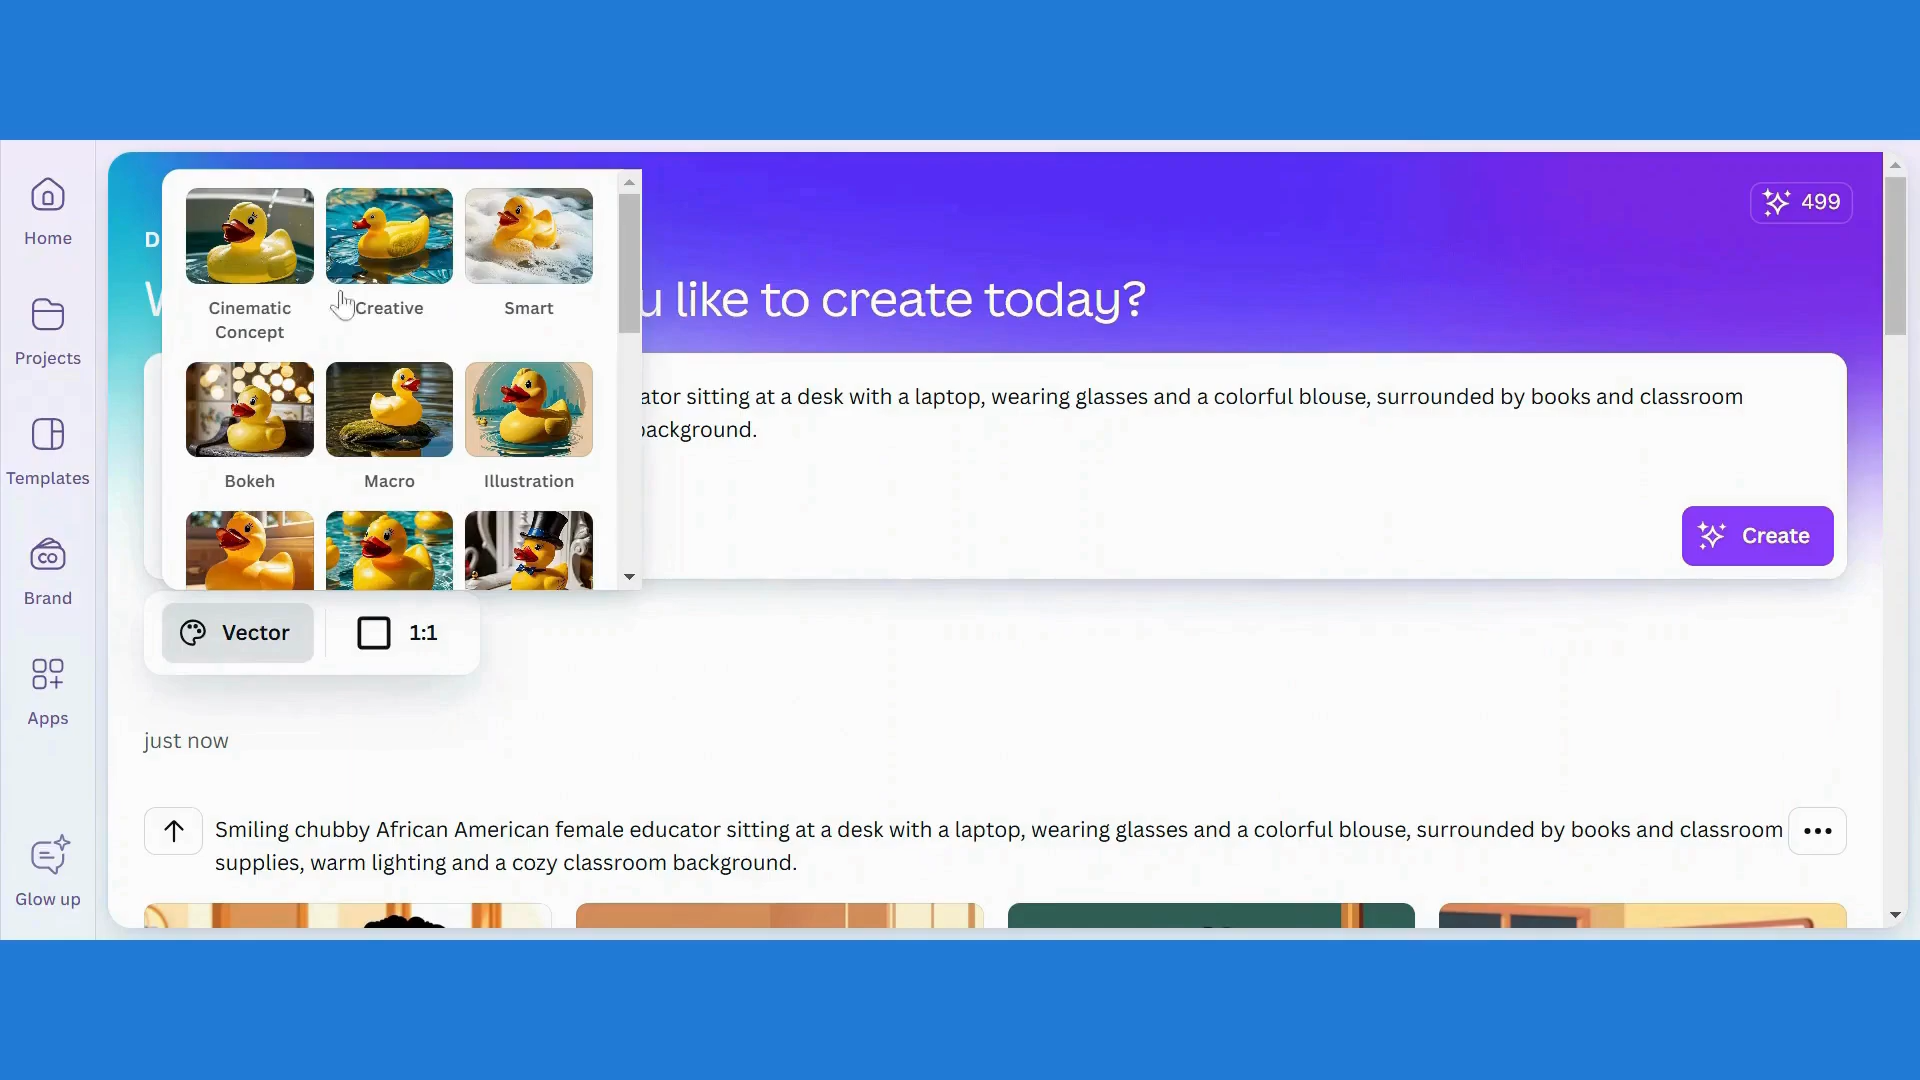 Home
Projects
Templates
CO
Brand
Apps
Glow up
499
D
u like to create today?
Cinematic
Concept
Creative
Smart
Bokeh
Macro
Illustration
ator sitting at a desk with a laptop, wearing glasses and a colorful blouse, surrounded by books and classroom
background.
Create
Vector
1:1
just now
Smiling chubby African American female educator sitting at a desk with a laptop, wearing glasses and a colorful blouse, surrounded by books and classroom
supplies, warm lighting and a cozy classroom background.